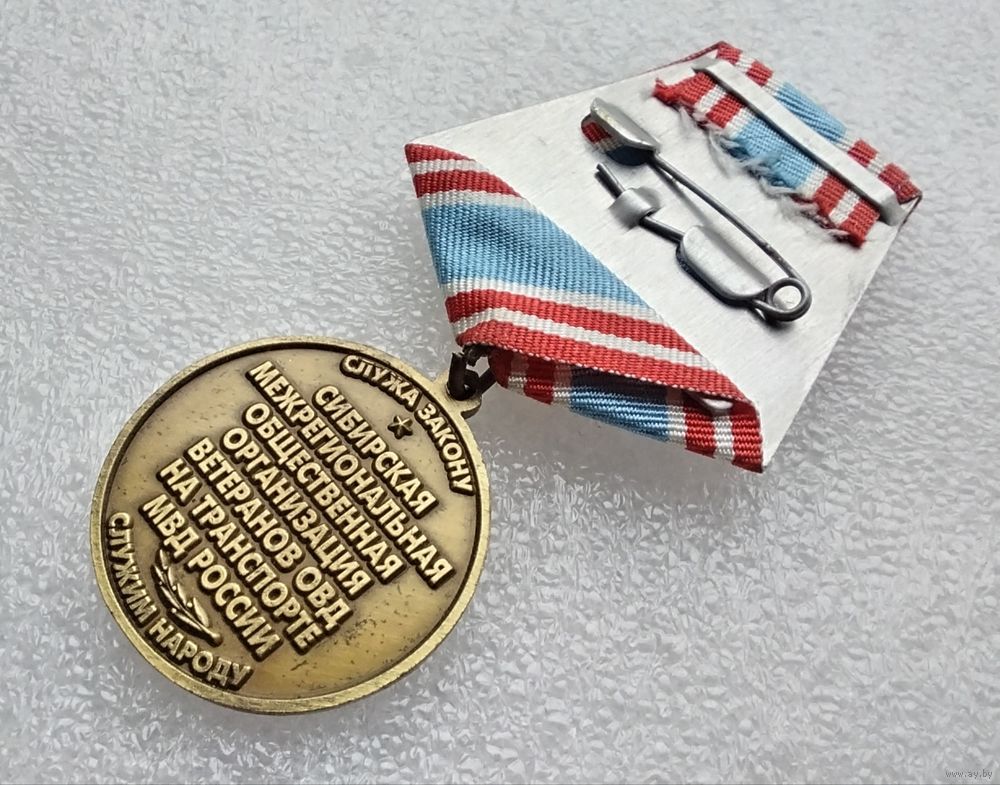 СЛУЖА ЗАКОНУ
СИБИРСКАЯ
МЕЖРЕГИОНАЛЬНАЯ
ОБЩЕСТВЕННАЯ
ОРГАНИЗАЦИЯ
ВЕТЕРАНОВ ОВД
НА ТРАНСПОРТЕ
МВД РОССИИ
СЛУЖИМ НАРОДУ
www.ay.by